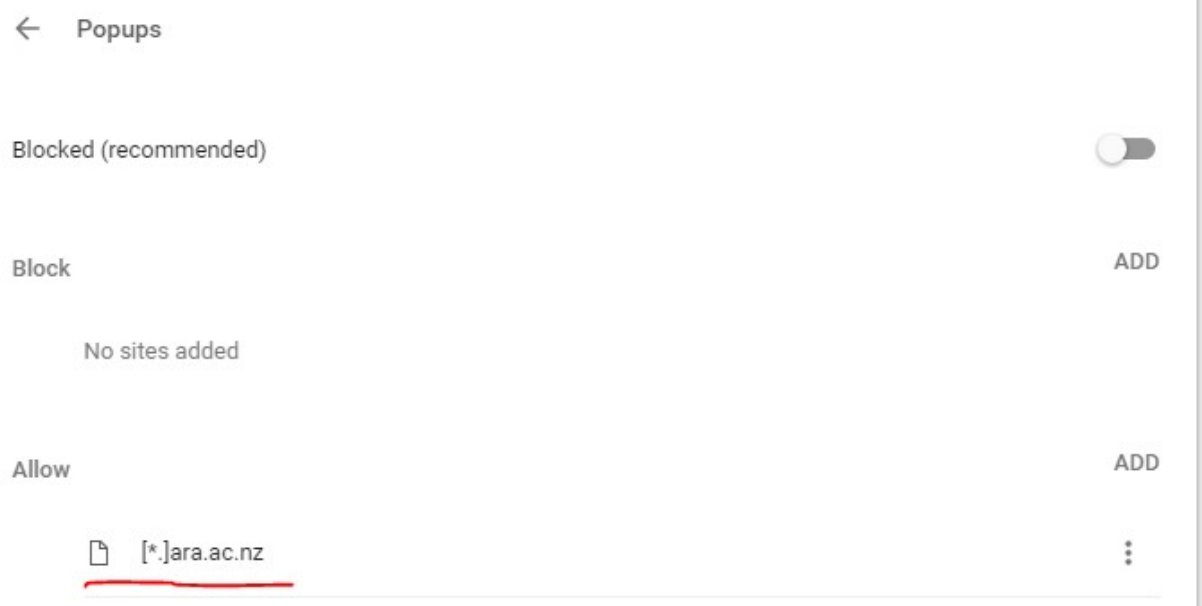 Popups
Blocked (recommended)
Block
ADD
No sites added
Allow
ADD
[*.]ara.ac.nz